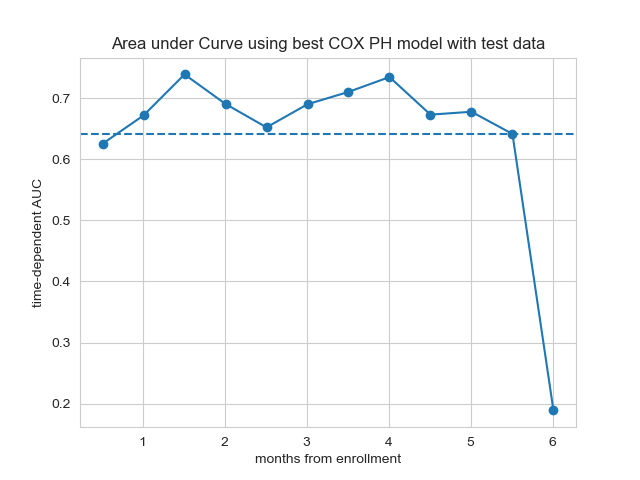 Area under Curve using best COX PH model with test data
time-dependent AUC
0.7
0.6
0.5
0.4
0.3
0.2
1 2 3 4 5 6
months from enrollment